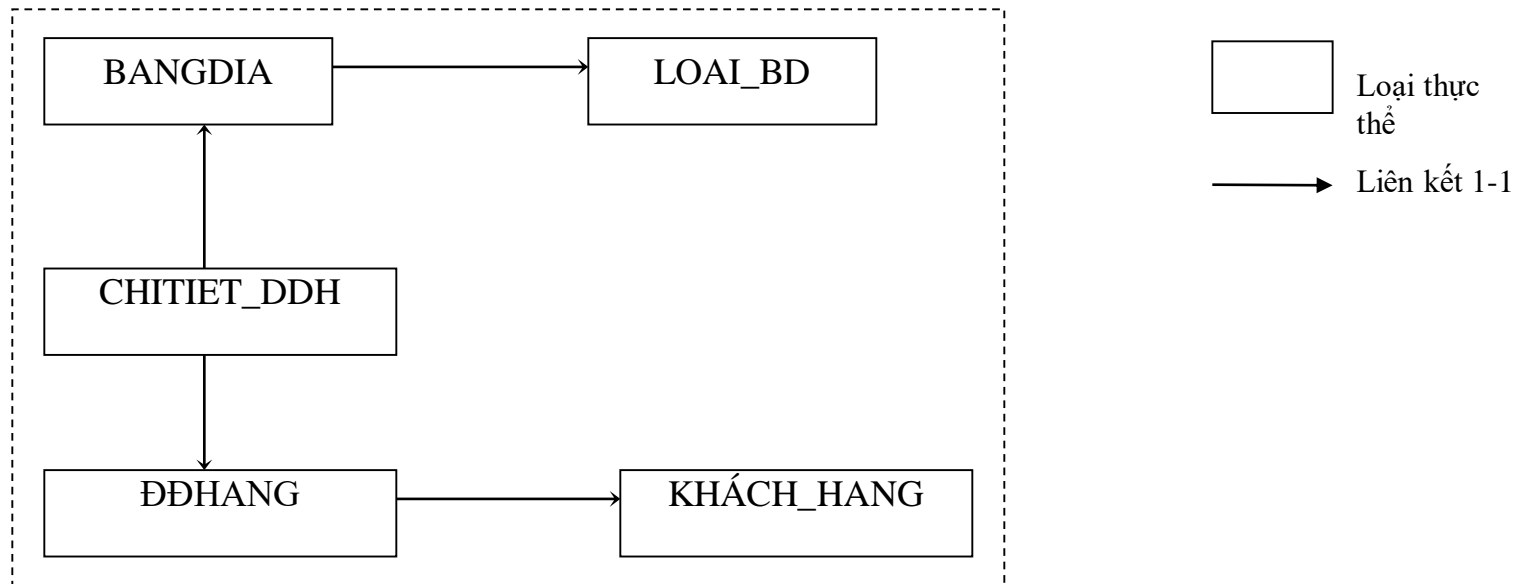 BANGDIA
LOAI_BD
Loại thực
thể
Liên kết 1-1
CHITIET_DDH
ĐĐHANG
KHÁCH_HANG